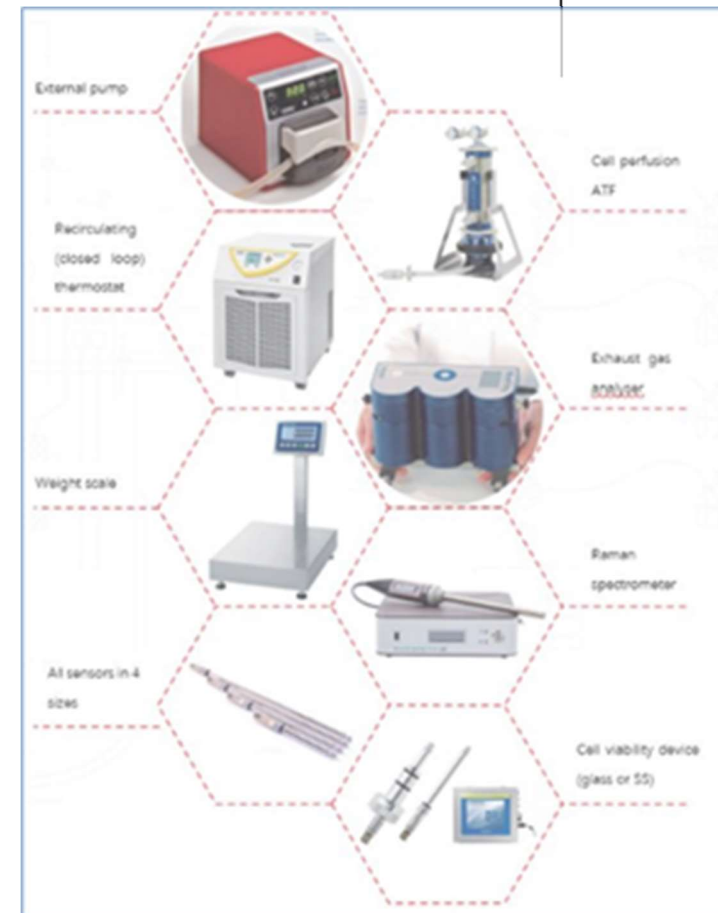 External pump
Cell perfusion
ATF
Recirculating
(closed loop)
thermostat
Exhaust gas
analyser
Weight scale
Raman
spectrometer
All sensors in 4
sizes
Cell viability device
(glass or SS)